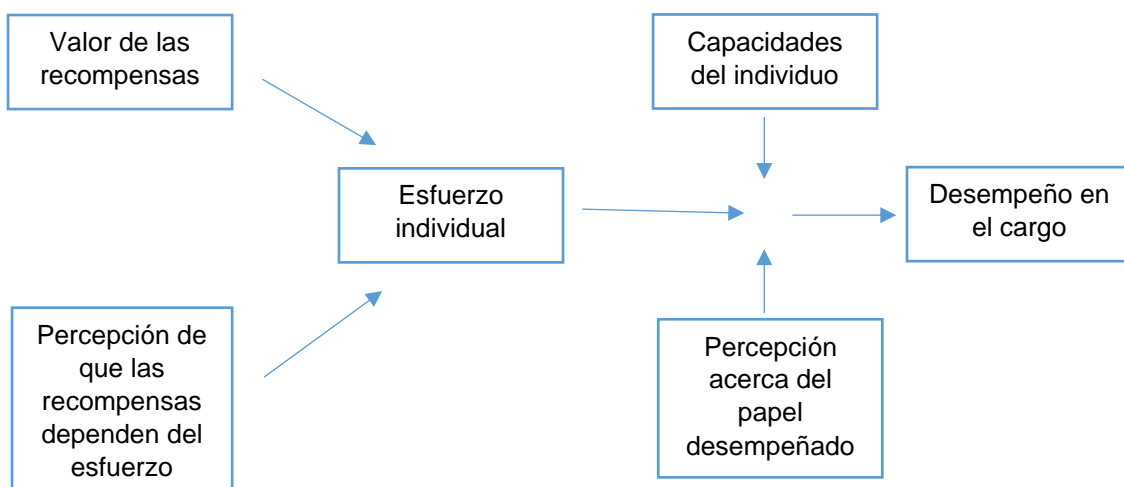 Valor de las
recompensas
Capacidades
del individuo
Esfuerzo
individual
Desempeño en
el cargo
Percepción de
que las
recompensas
dependen del
esfuerzo
Percepción
acerca del
papel
desempeñado